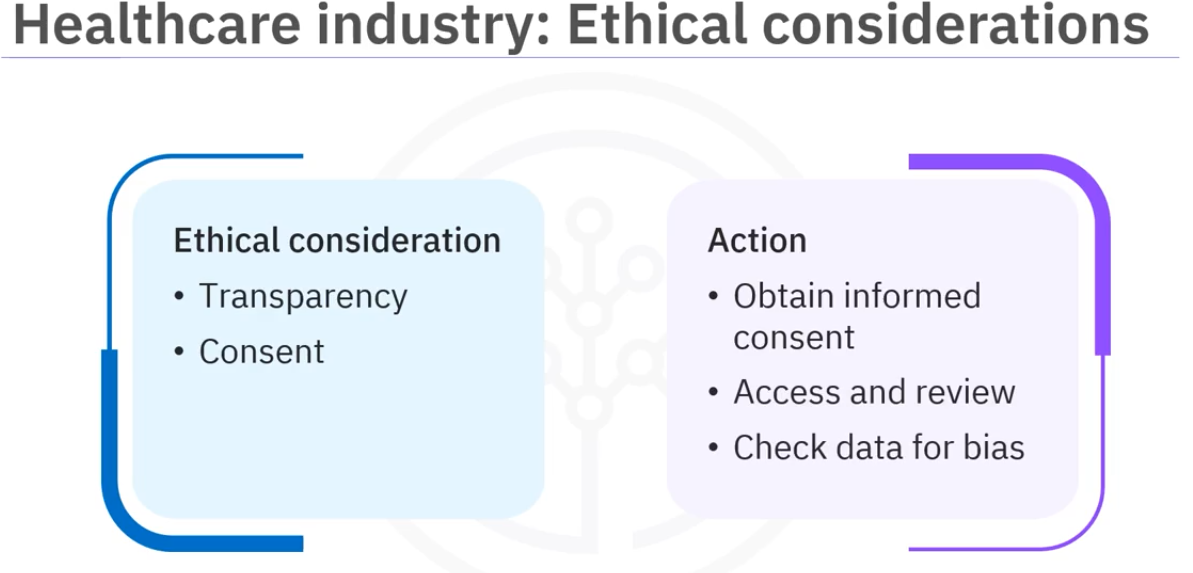 Healthcare industry: Ethical considerations
Ethical consideration
• Transparency
• Consent
Action
• Obtain informed
consent
• Access and review
• Check data for bias